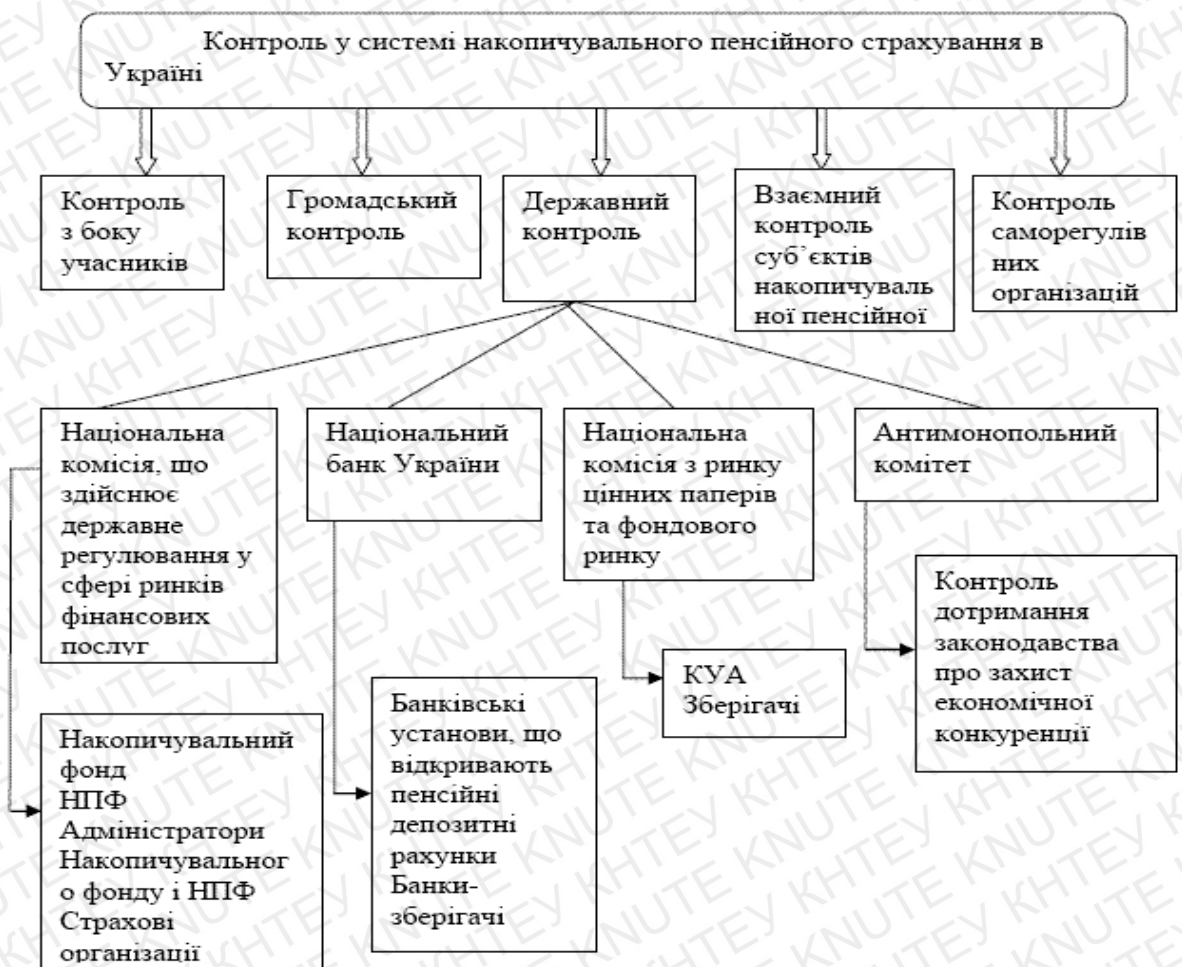 Контроль у системі накопичувального пенсійного страхування в
Україні
Контроль
з боку
учасників
Громадський
контроль
Державний
контроль
Взаємний
контроль
суб’єктів
накопичуваль
ної пенсійної
Контроль
саморегулів
них
організацій
Національна
комісія, що
здійснює
державне
регулювання у
сфері ринків
фінансових
послуг
Національний
банк України
Національна
комісія з ринку
цінних паперів
та фондового
ринку
Антимонопольний
комітет
Накопичувальний
фонд
НПФ
Адміністратори
Накопичувальног
о фонду і НПФ
Страхові
організації
Банківські
установи, що
відкривають
пенсійні
депозитні
рахунки
Банки-
зберігачі
КУА
Зберігачі
Контроль
дотримання
законодавства
про захист
економічної
конкуренції